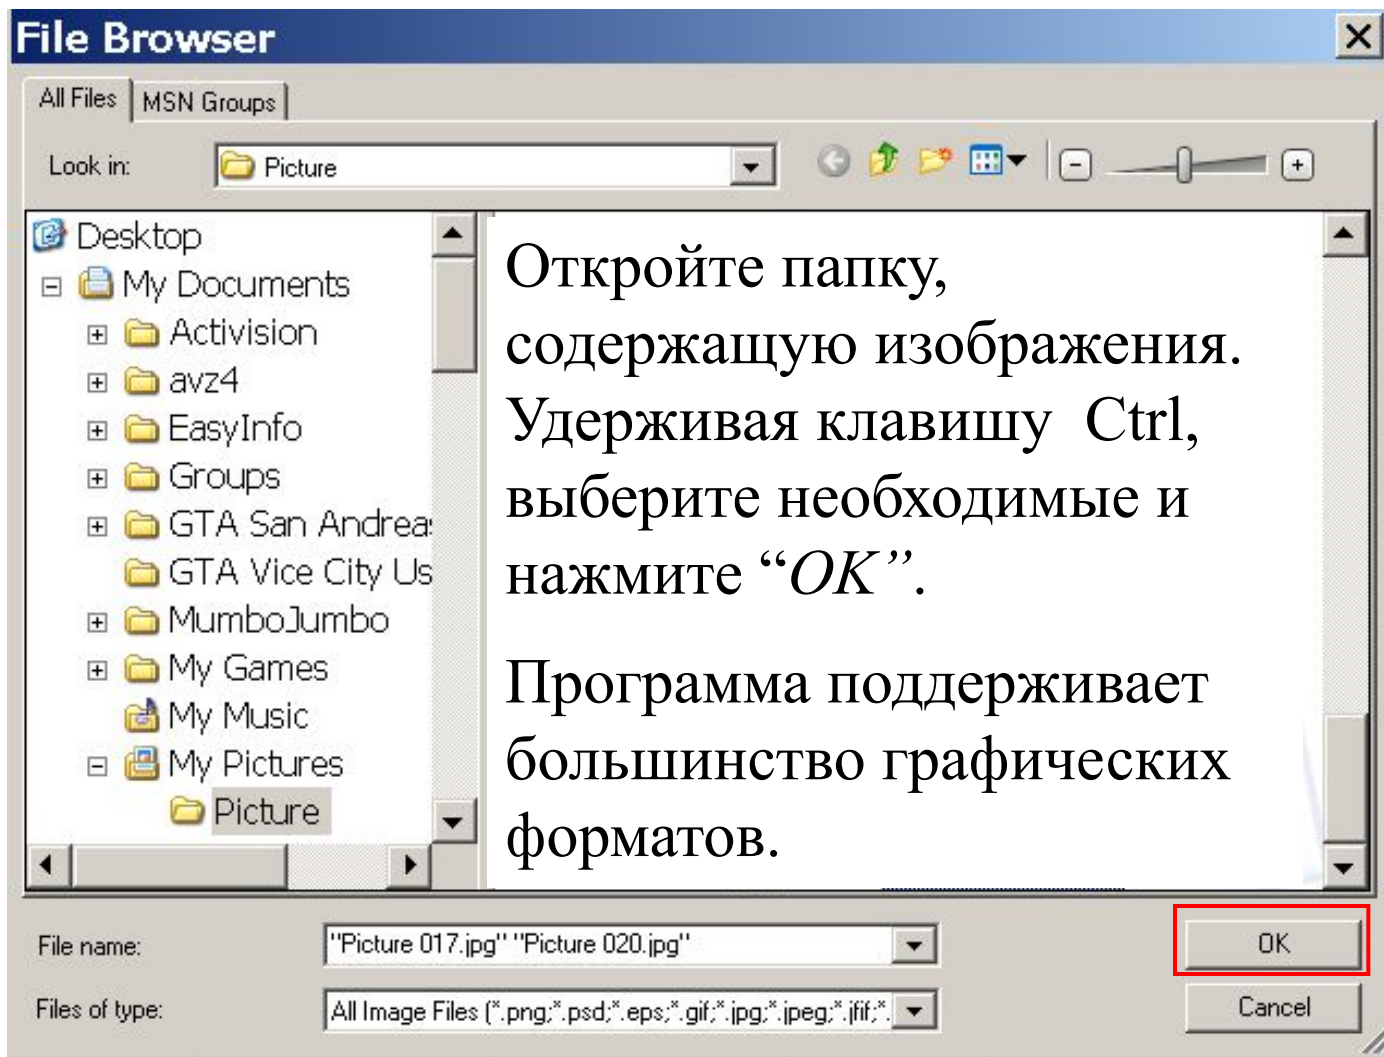 File Browser
All Files
MSN Groups
Look in:
Picture
Desktop
My Documents
Activision
avz4
EasyInfo
Groups
GTA San Andrea
GTA Vice City Us
MumboJumbo
My Games
My Music
My Pictures
Picture
Откройте папку,
содержащую изображения.
Удерживая клавишу Ctrl,
выберите необходимые и
нажмите “OK”.
Программа поддерживает
большинство графических
форматов.
File name:
"Picture 017.jpg" "Picture 020.jpg"
OK
Files of type:
All Image Files (*.png;*.psd;*.eps;*.gif;*.jpg;*.jpeg;*.jfif;*.
Cancel